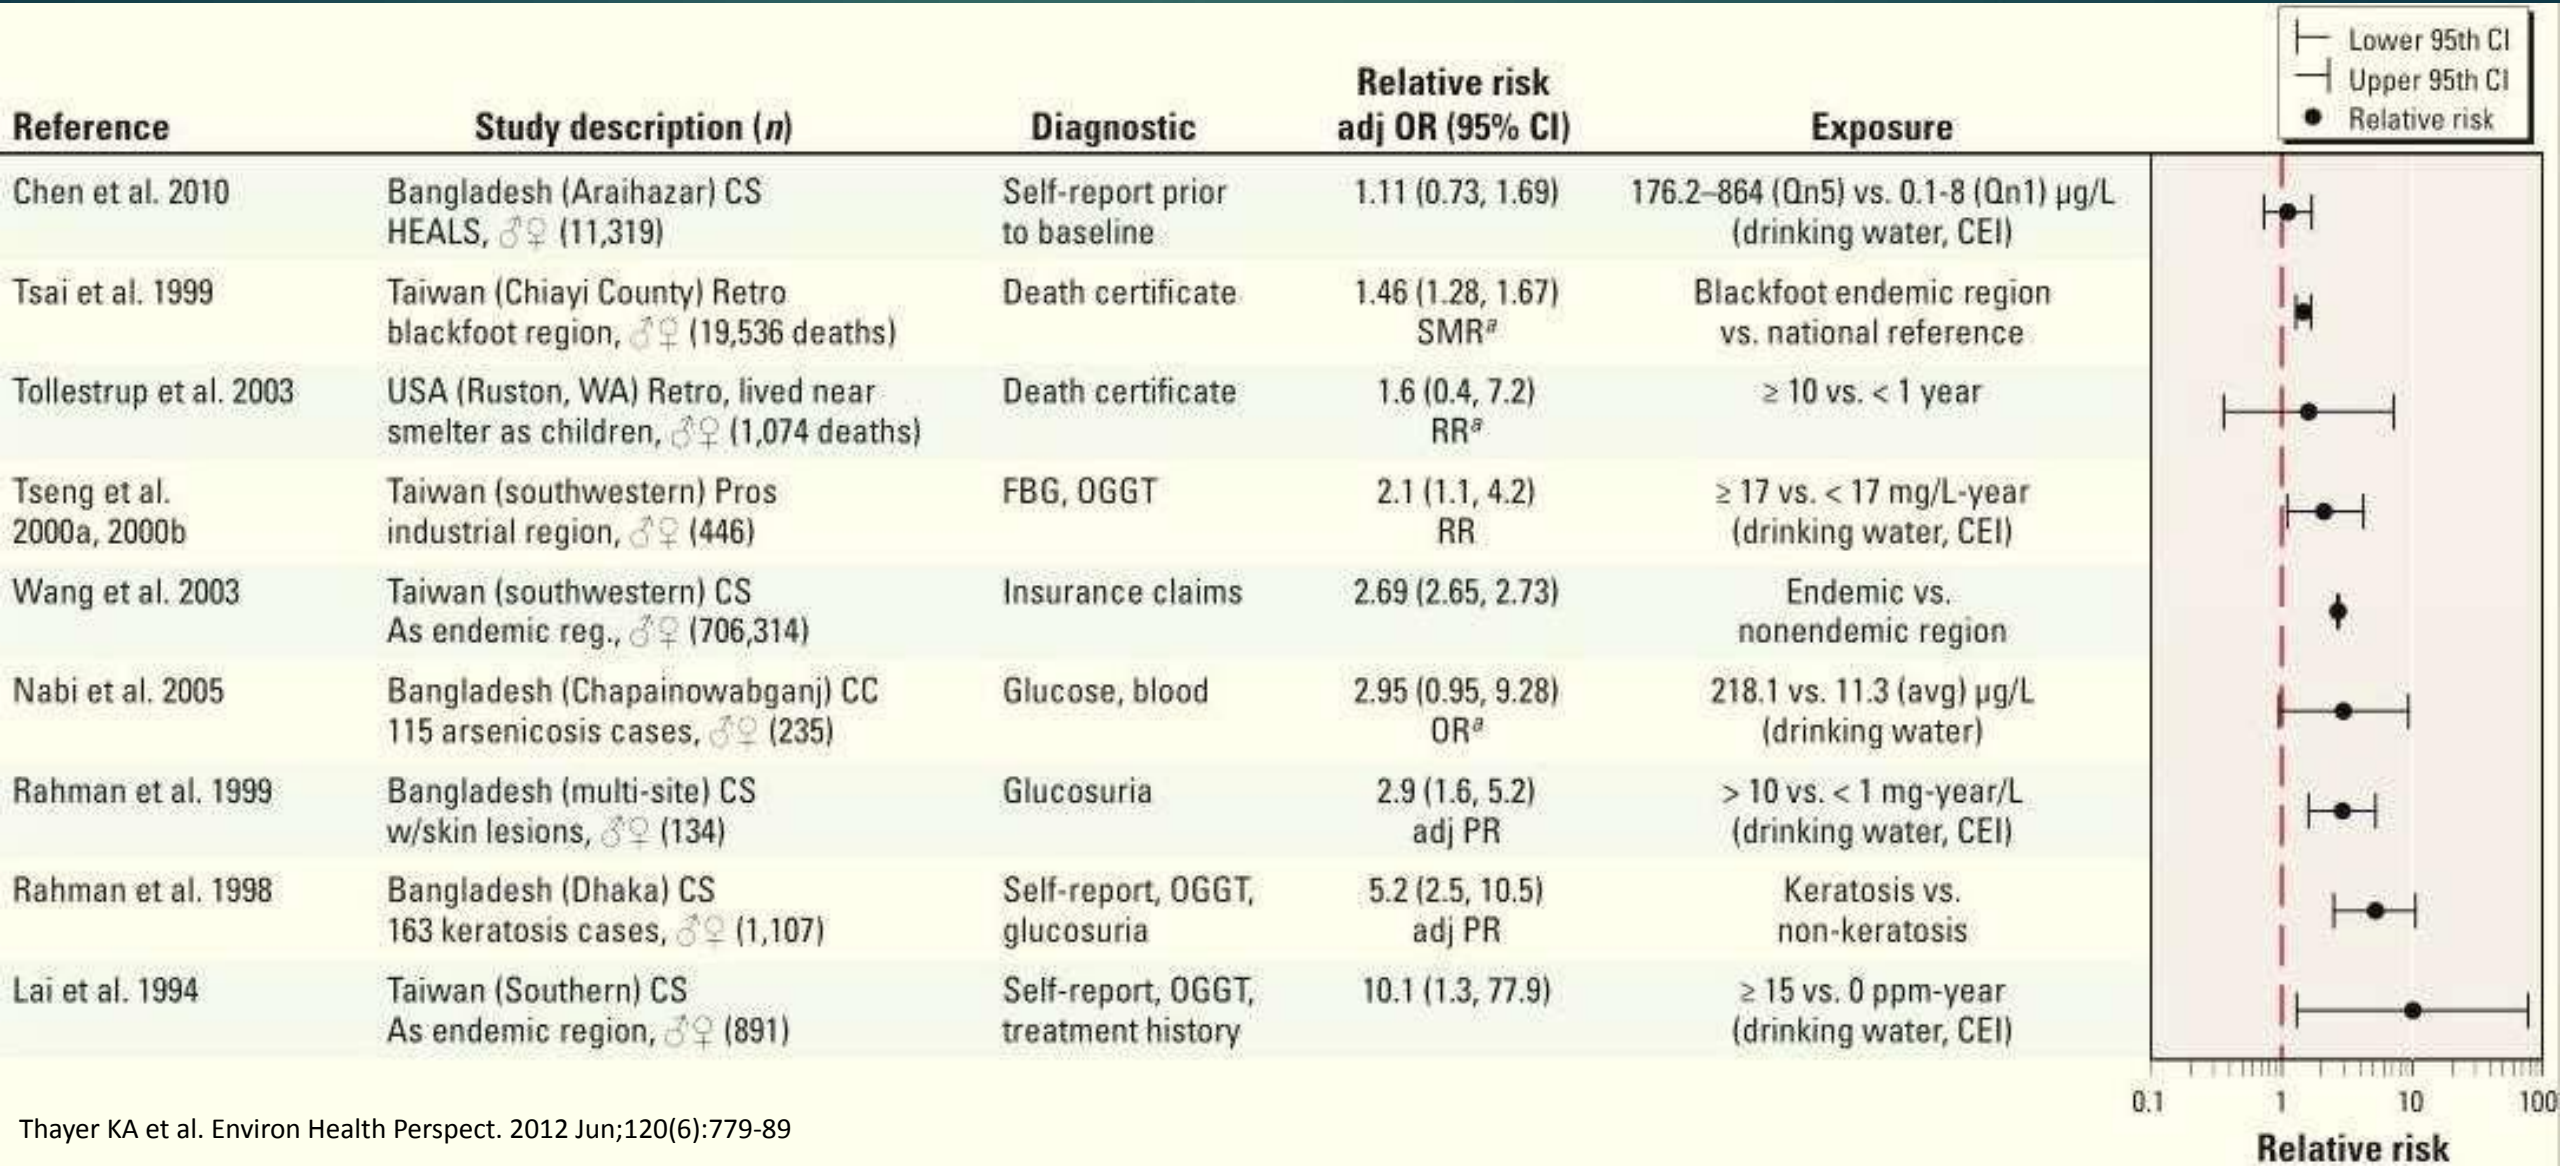 Lower 95th CI
Upper 95th CI
Relative risk
Reference Study description (n) Diagnostic Relative risk adj OR (95% CI) Exposure
Chen et al. 2010 Bangladesh (Araihazar) CS Self-report prior 1.11 (0.73, 1.69) 176.2–864 (Qn5) vs. 0.1-8 (Qn1) µg/L
HEALS, ♂♀ (11,319) to baseline (drinking water, CEI)
Tsai et al. 1999 Taiwan (Chiayi County) Retro Death certificate 1.46 (1.28, 1.67) Blackfoot endemic region
blackfoot region, ♂♀ (19,536 deaths) SMRᵃ vs. national reference
Tollestrup et al. 2003 USA (Ruston, WA) Retro, lived near Death certificate 1.6 (0.4, 7.2) ≥ 10 vs. < 1 year
smelter as children, ♂♀ (1,074 deaths) RRᵃ
Tseng et al. Taiwan (southwestern) Pros FBG, OGGT 2.1 (1.1, 4.2) ≥ 17 vs. < 17 mg/L-year
2000a, 2000b industrial region, ♂♀ (446) RR (drinking water, CEI)
Wang et al. 2003 Taiwan (southwestern) CS Insurance claims 2.69 (2.65, 2.73) Endemic vs.
As endemic reg., ♂♀ (706,314) nonendemic region
Nabi et al. 2005 Bangladesh (Chapainowabganj) CC Glucose, blood 2.95 (0.95, 9.28) 218.1 vs. 11.3 (avg) µg/L
115 arsenicosis cases, ♂♀ (235) ORᵃ (drinking water)
Rahman et al. 1999 Bangladesh (multi-site) CS Glucosuria 2.9 (1.6, 5.2) > 10 vs. < 1 mg-year/L
w/skin lesions, ♂♀ (134) adj PR (drinking water, CEI)
Rahman et al. 1998 Bangladesh (Dhaka) CS Self-report, OGGT, 5.2 (2.5, 10.5) Keratosis vs.
163 keratosis cases, ♂♀ (1,107) glucosuria adj PR non-keratosis
Lai et al. 1994 Taiwan (Southern) CS Self-report, OGGT, 10.1 (1.3, 77.9) ≥ 15 vs. 0 ppm-year
As endemic region, ♂♀ (891) treatment history (drinking water, CEI)
0.1 1 10 100
Relative risk
Thayer KA et al. Environ Health Perspect. 2012 Jun;120(6):779-89